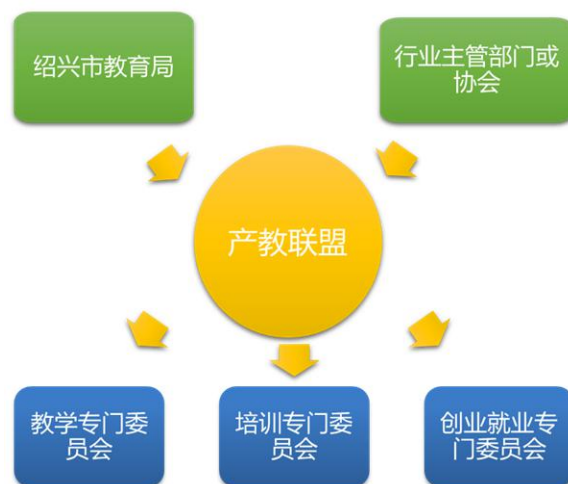 绍兴市教育局
行业主管部门或
协会
产教联盟
教学专门委
员会
培训专门委
员会
创业就业专
门委员会